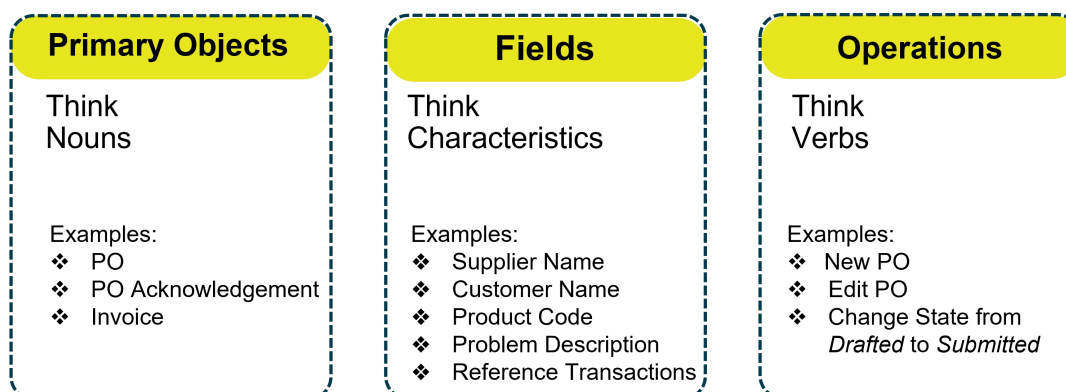 Primary Objects
Think
Nouns
Examples:
❖ PO
❖ PO Acknowledgement
❖ Invoice
Fields
Think
Characteristics
Examples:
❖ Supplier Name
❖ Customer Name
❖ Product Code
❖ Problem Description
❖ Reference Transactions
Operations
Think
Verbs
Examples:
❖ New PO
❖ Edit PO
❖ Change State from
Drafted to Submitted